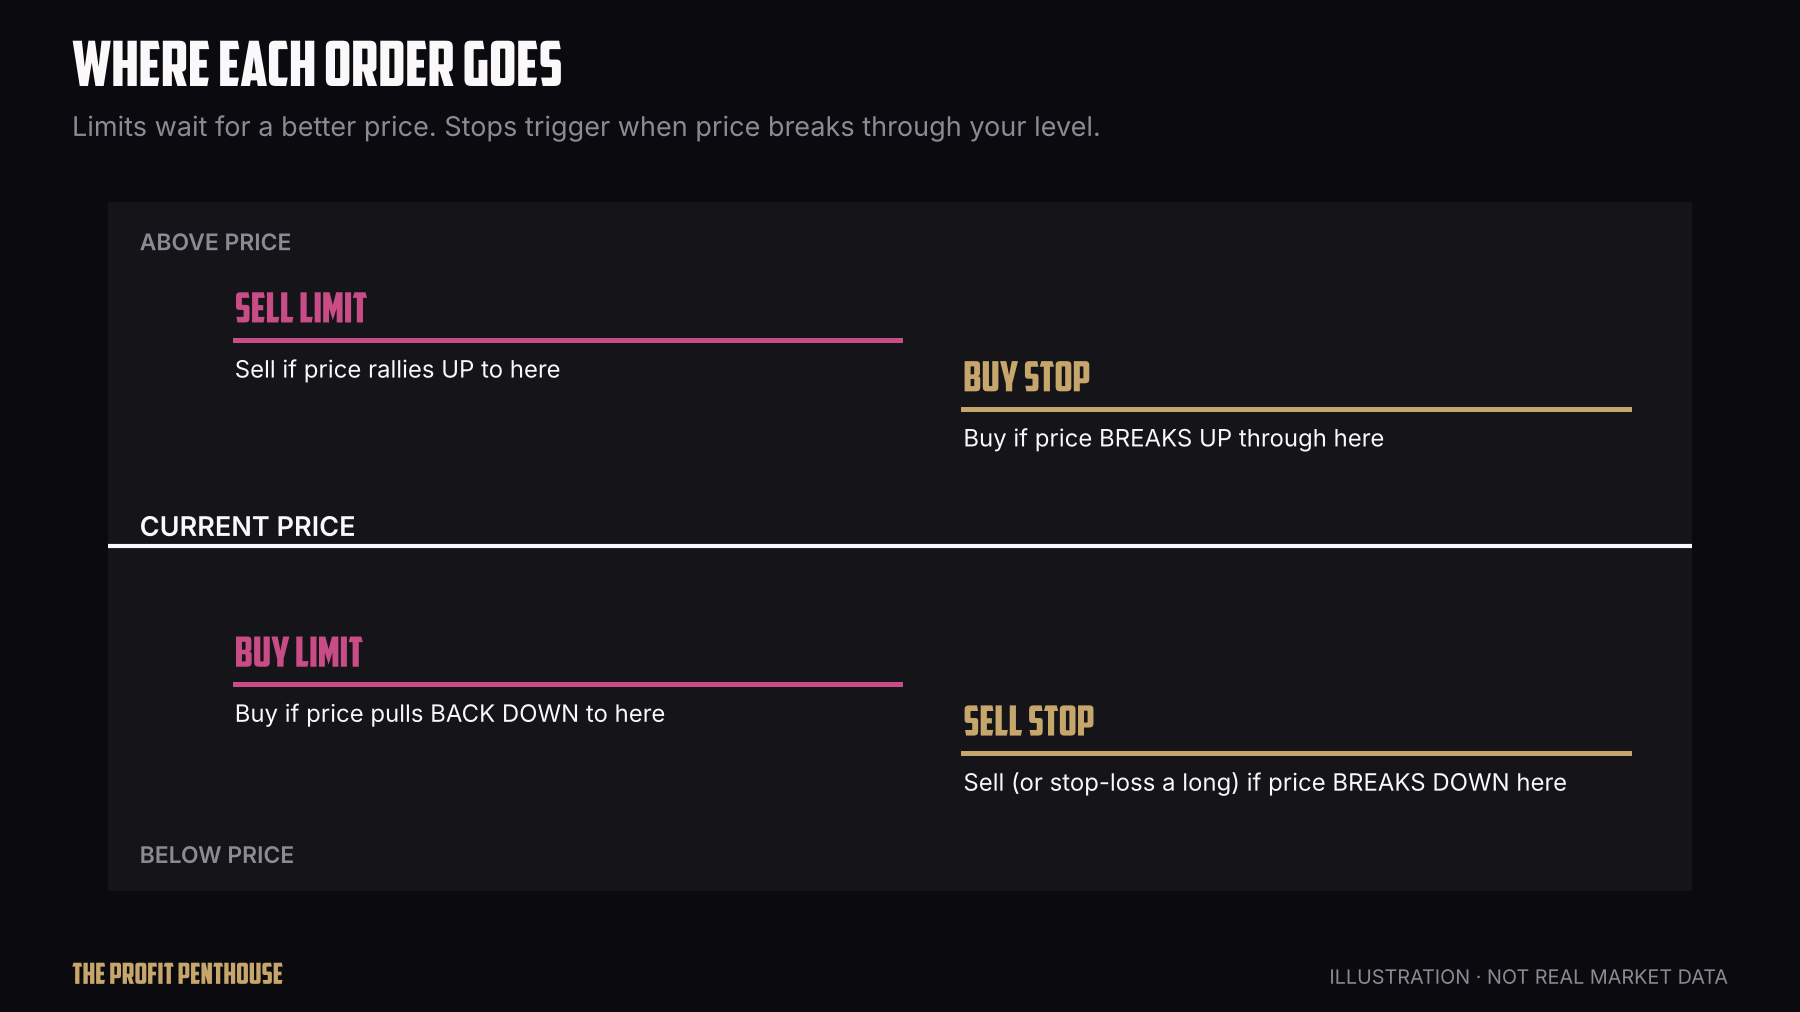 WHERE EACH ORDER GOES
Limits wait for a better price. Stops trigger when price breaks through your level.
ABOVE PRICE
SELL LIMIT
Sell if price rallies UP to here
BUY STOP
Buy if price BREAKS UP through here
CURRENT PRICE
BUY LIMIT
Buy if price pulls BACK DOWN to here
SELL STOP
Sell (or stop-loss a long) if price BREAKS DOWN here
BELOW PRICE
THE PROFIT PENTHOUSE
ILLUSTRATION · NOT REAL MARKET DATA